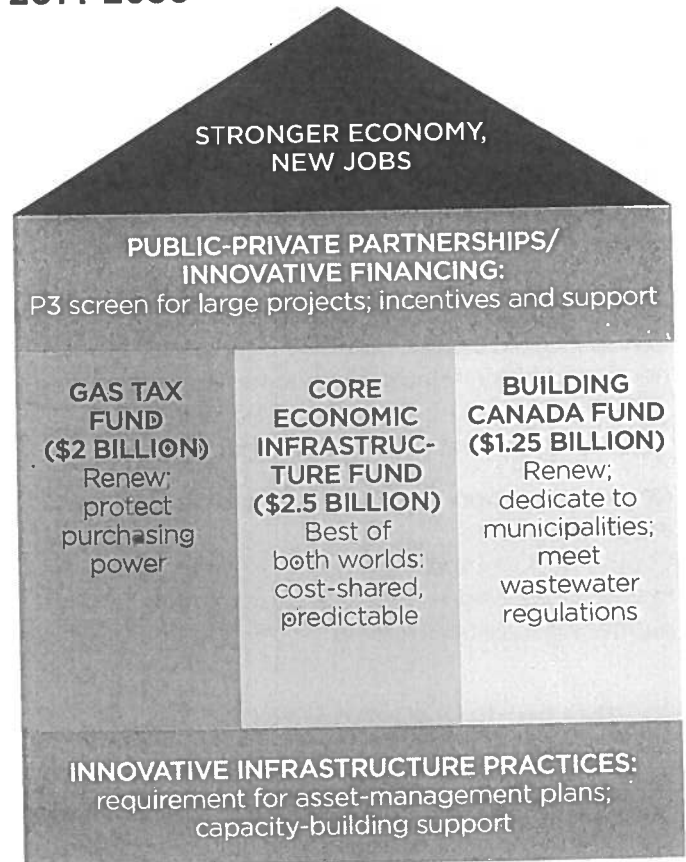 STRONGER ECONOMY,
NEW JOBS
PUBLIC-PRIVATE PARTNERSHIPS/
INNOVATIVE FINANCING:
P3 screen for large projects; incentives and support
GAS TAX
FUND
($2 BILLION)
Renew;
protect
purchasing
power
CORE
ECONOMIC
INFRASTRUC-
TURE FUND
($2.5 BILLION)
Best of
both worlds:
cost-shared,
predictable
BUILDING
CANADA FUND
($1.25 BILLION)
Renew;
dedicate to
municipalities;
meet
wastewater
regulations
INNOVATIVE INFRASTRUCTURE PRACTICES:
requirement for asset-management plans;
capacity-building support